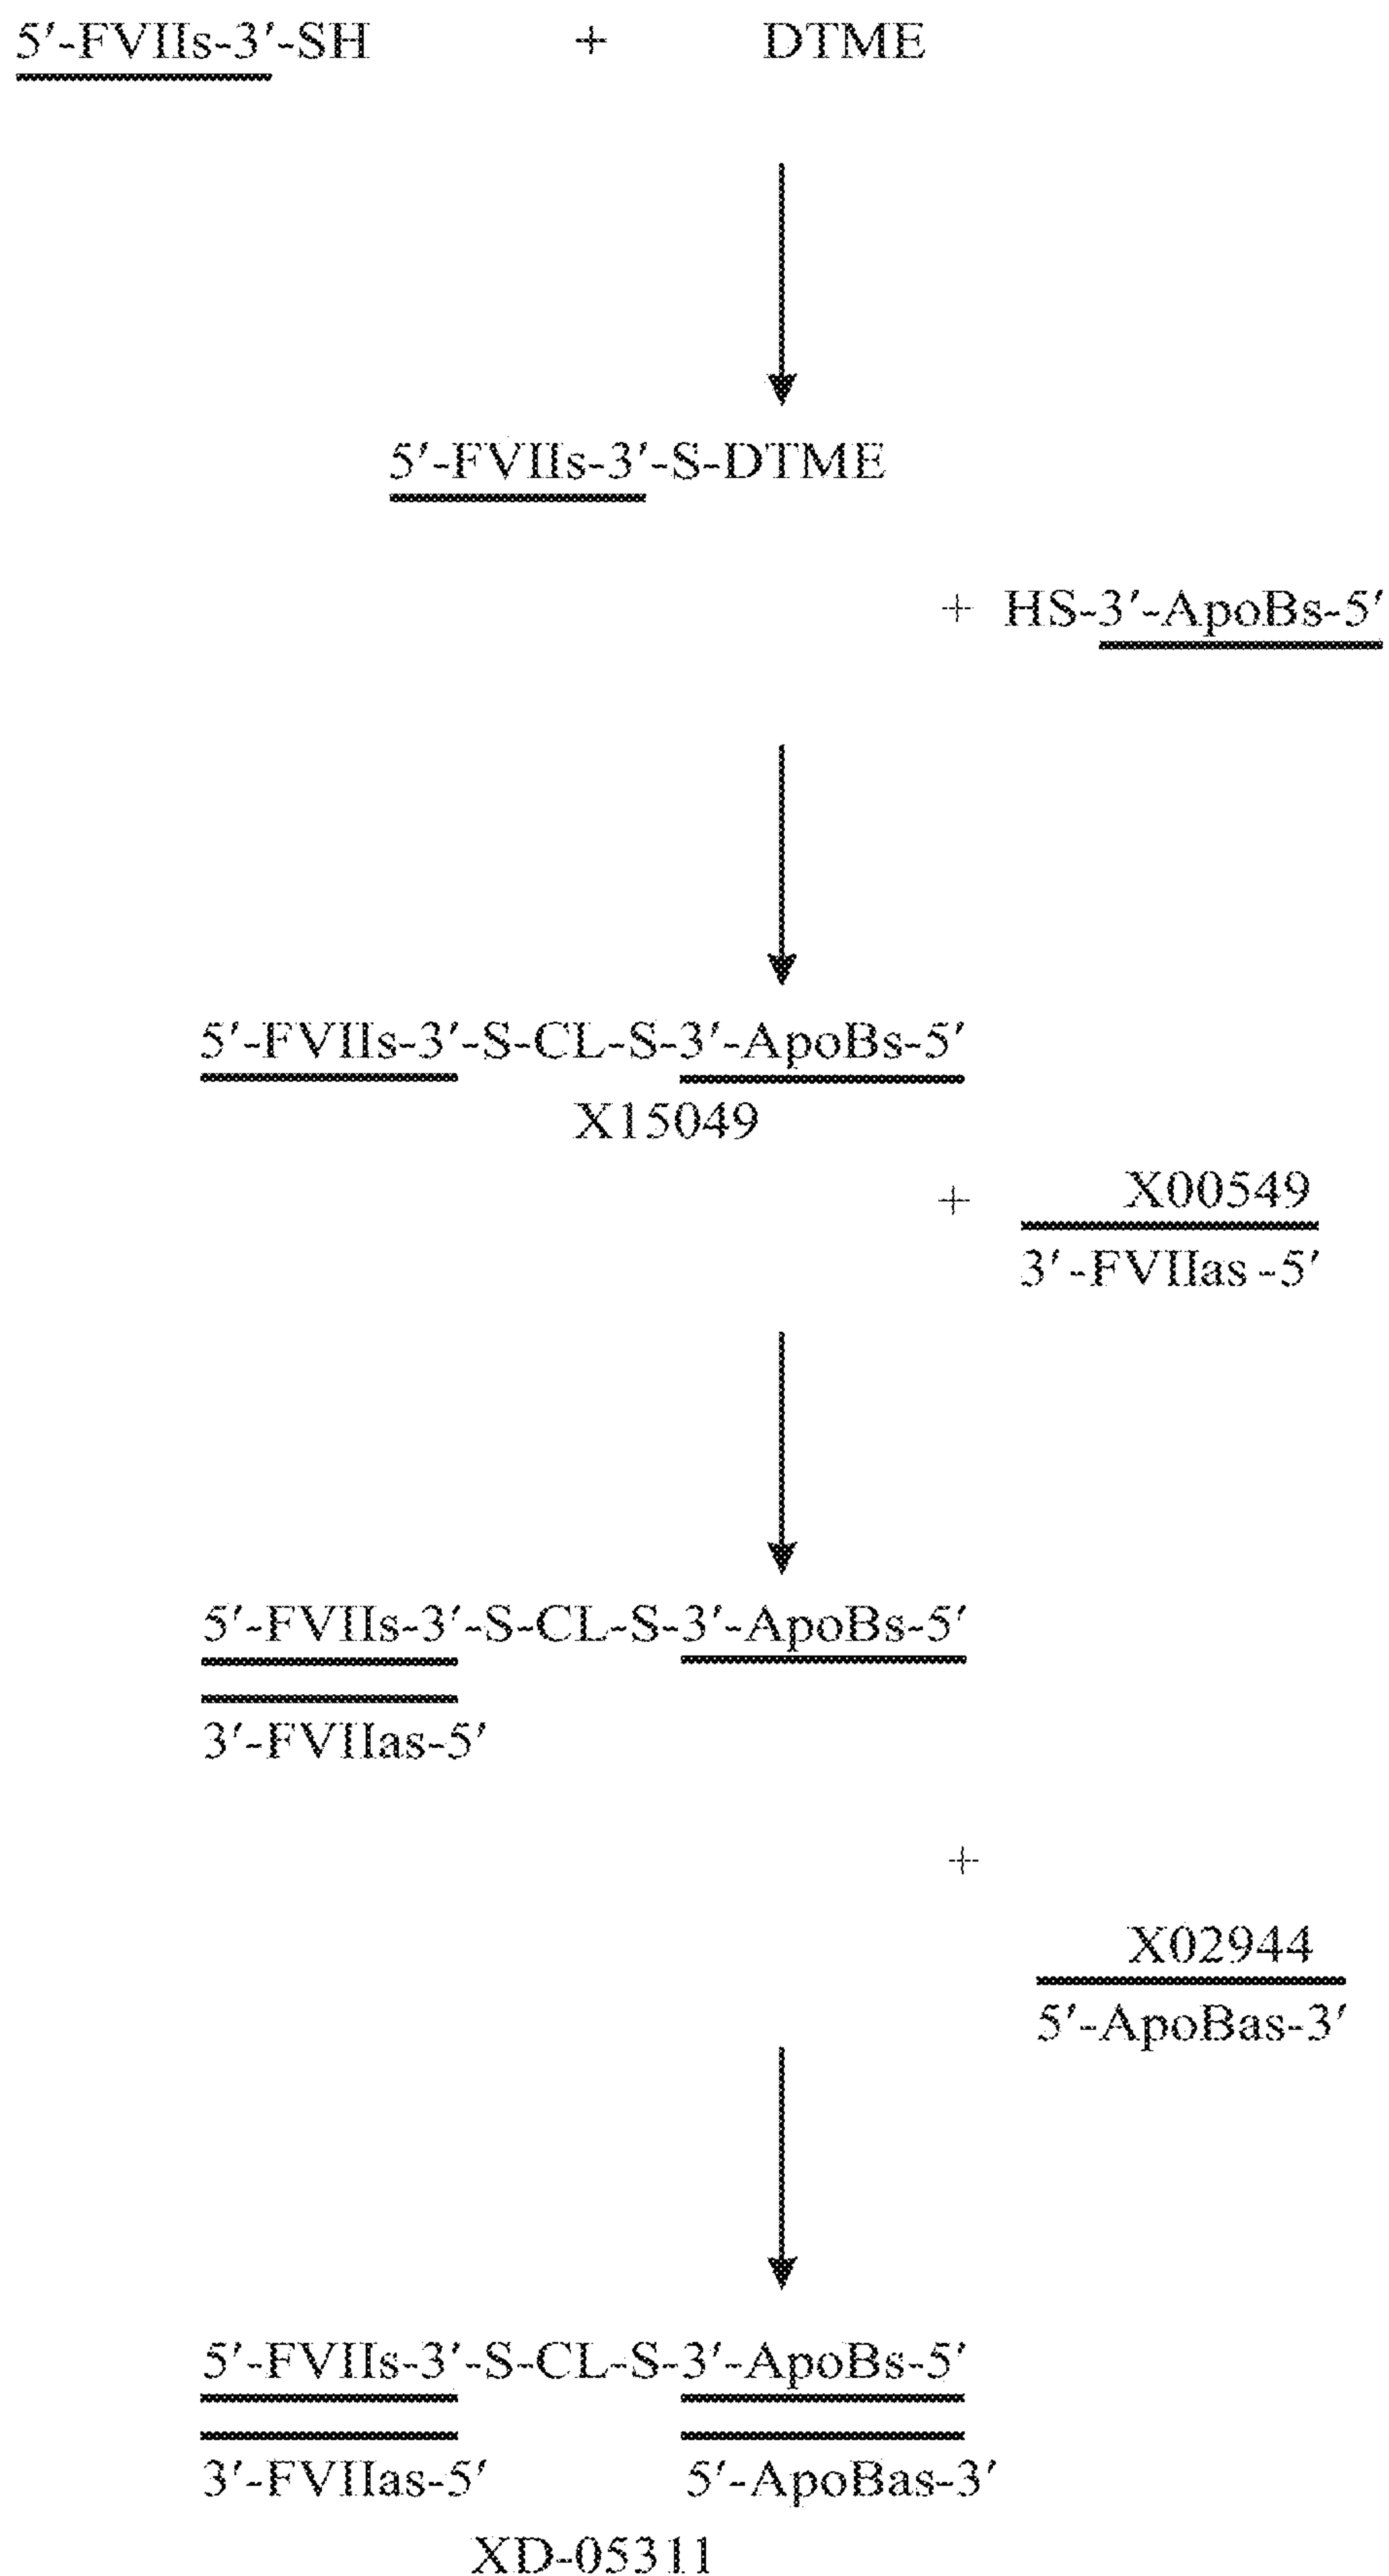 5′-FVIIs-3′-SH + DTME
5′-FVIIs-3′-S-DTME
+ HS-3′-ApoBs-5′
5′-FVIIs-3′-S-CL-S-3′-ApoBs-5′
X15049
+ X00549
3′-FVIIas -5′
5′-FVIIs-3′-S-CL-S-3′-ApoBs-5′
3′-FVIIas-5′
+
X02944
5′-ApoBas-3′
5′-FVIIs-3′-S-CL-S-3′-ApoBs-5′
3′-FVIIas-5′ 5′-ApoBas-3′
XD-05311